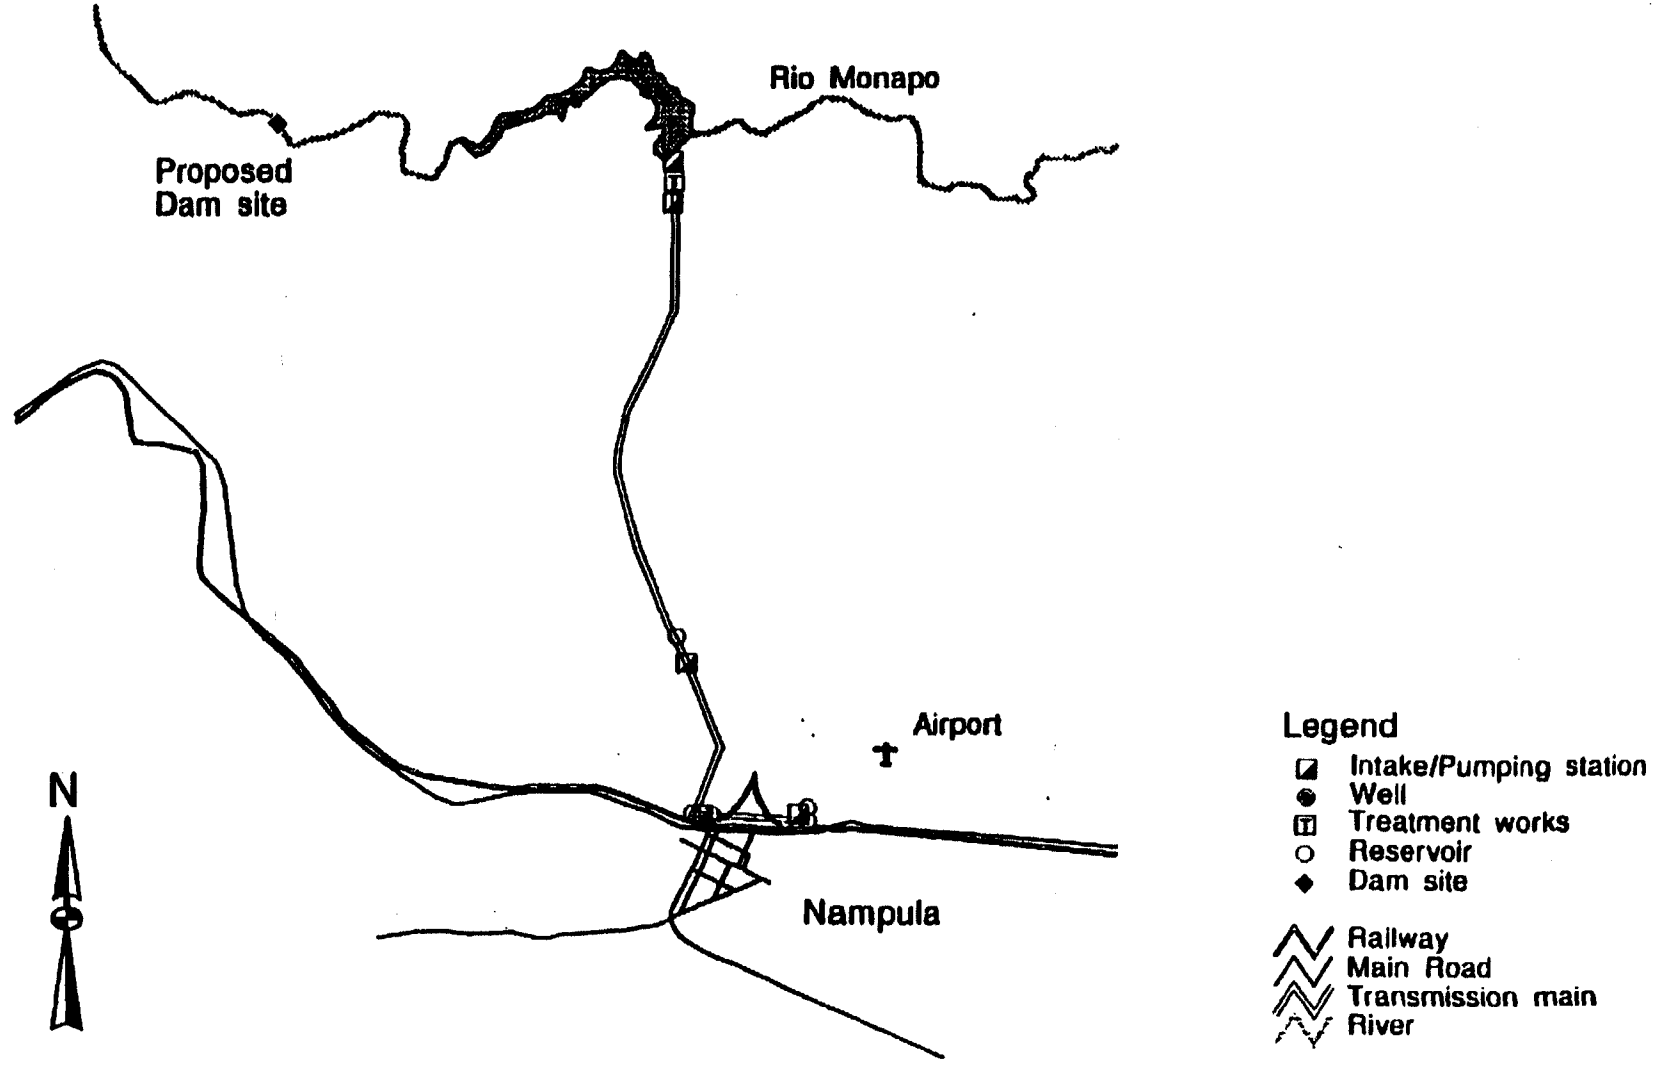 Rio Monapo
Proposed
Dam site
T
Airport
N
Nampula
Legend
Intake/Pumping station
Well
T Treatment works
Reservoir
Dam site
Railway
Main Road
Transmission main
River